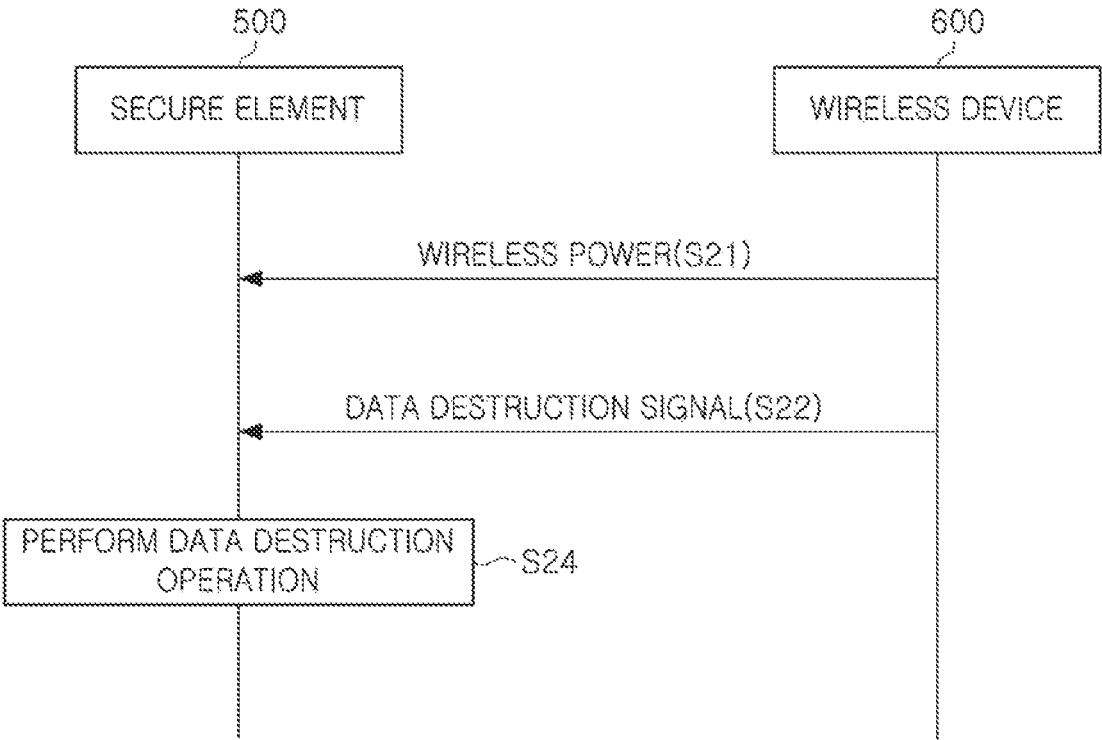 500
600
SECURE ELEMENT
WIRELESS DEVICE
WIRELESS POWER(S21)
DATA DESTRUCTION SIGNAL(S22)
PERFORM DATA DESTRUCTION
OPERATION
S24